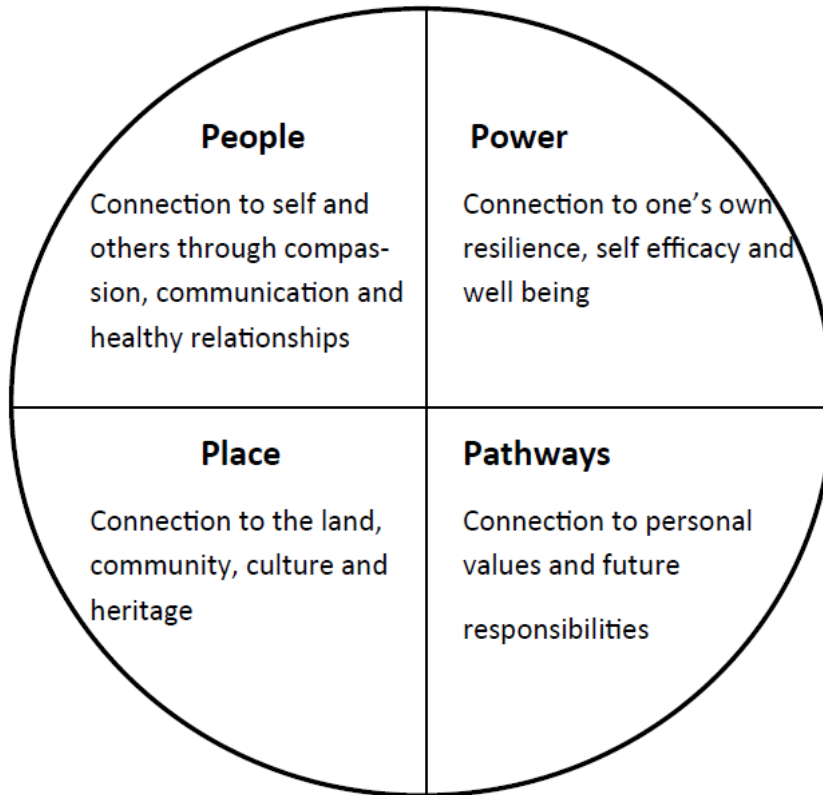 People
Connection to self and
others through compas-
sion, communication and
healthy relationships
Power
Connection to one’s own
resilience, self efficacy and
well being
Place
Connection to the land,
community, culture and
heritage
Pathways
Connection to personal
values and future
responsibilities